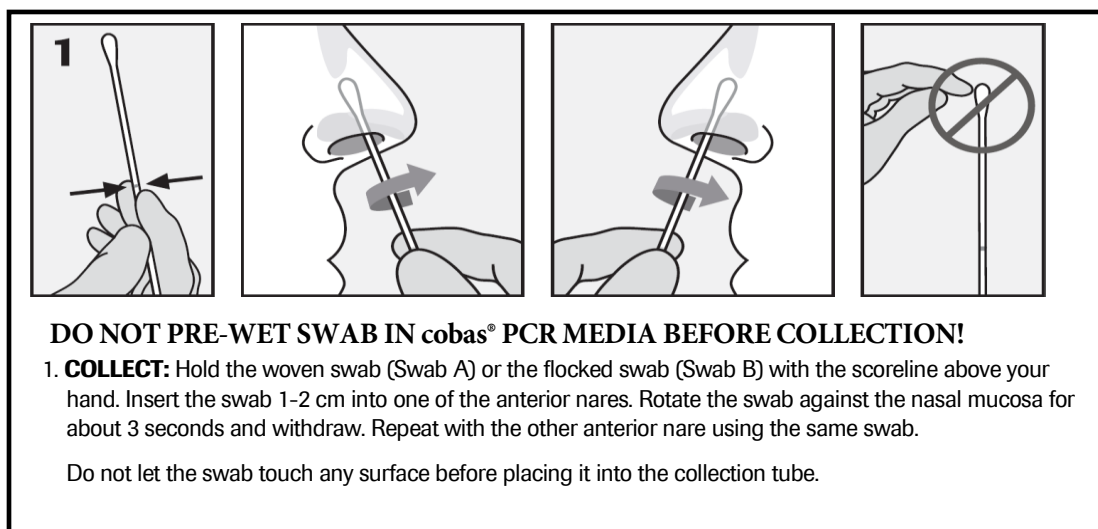 1
DO NOT PRE-WET SWAB IN cobas® PCR MEDIA BEFORE COLLECTION!
1. COLLECT: Hold the woven swab (Swab A) or the flocked swab (Swab B) with the scoreline above your
hand. Insert the swab 1-2 cm into one of the anterior nares. Rotate the swab against the nasal mucosa for
about 3 seconds and withdraw. Repeat with the other anterior nare using the same swab.
Do not let the swab touch any surface before placing it into the collection tube.